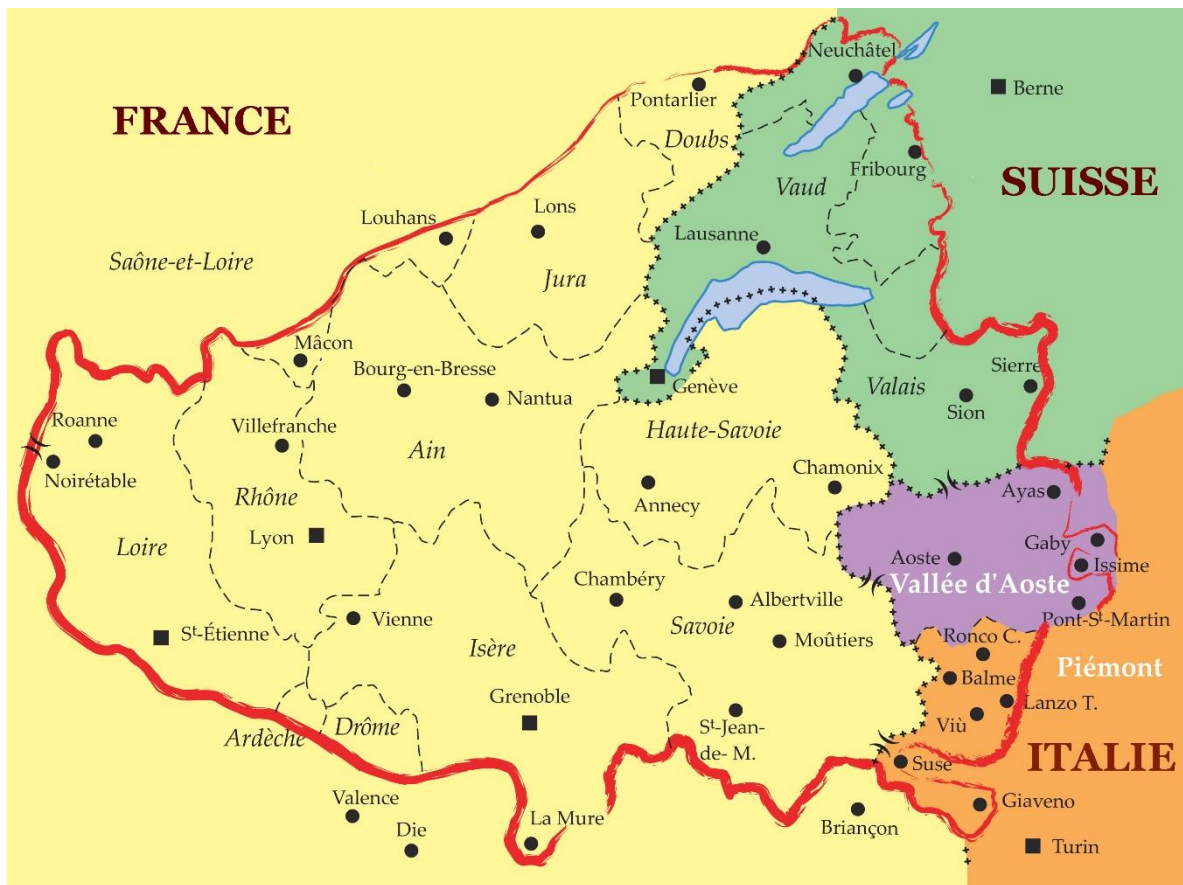 Neuchâtel
Berne
Pontarlier
FRANCE
Doubs
Fribourg
SUISSE
Vaud
Lons
Louhans
Lausanne
Saône-et-Loire
Jura
Mâcon
Bourg-en-Bresse
Genève
Valais
Sierre
Nantua
Sion
Roanne
Villefranche
Haute-Savoie
Ain
Noirétable
Chamonix
Rhône
Annecy
Ayas
Lyon
Loire
Gaby
Aoste
Issime
Chambéry
Vallée d'Aoste
Albertville
Vienne
Savoie
Pont-St-Martin
St-Étienne
Moûtiers
Ronco C.
Isère
Piémont
Balme
Grenoble
Lanzo T.
Viù
Drôme
St-Jean-
de- M.
Ardèche
ITALIE
Suse
Valence
Giaveno
La Mure
Briançon
Die
Turin